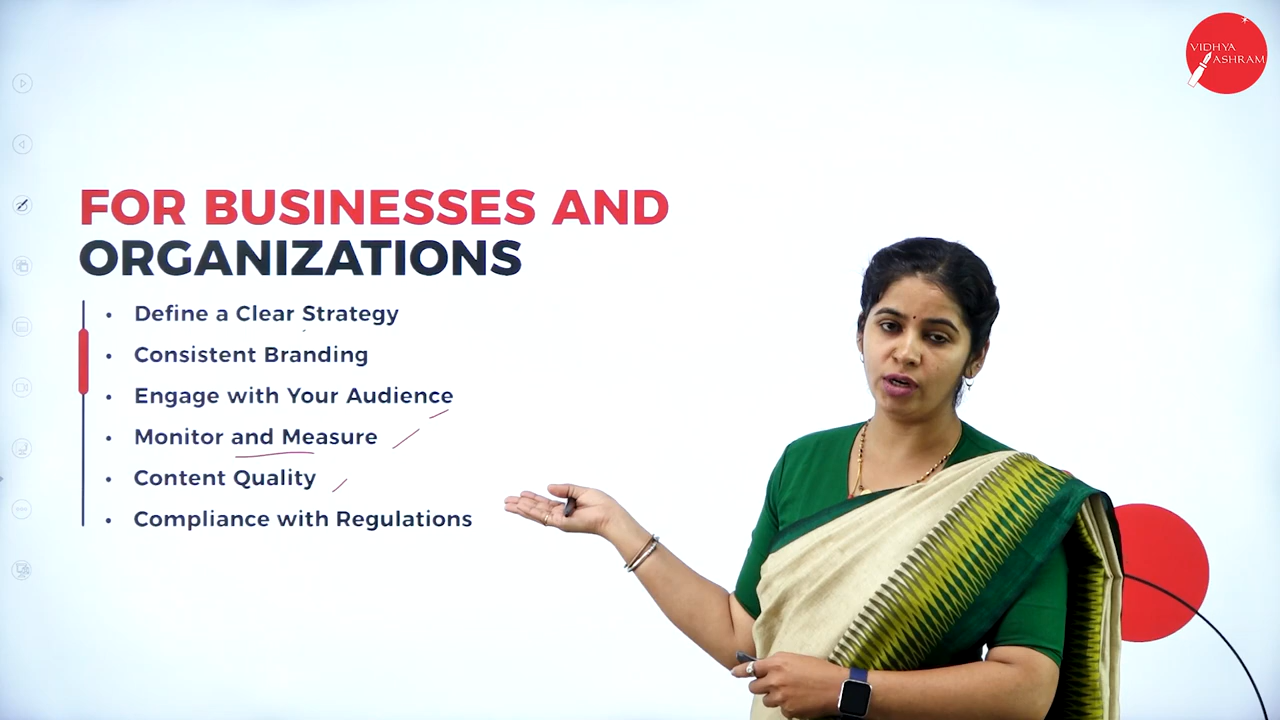 VIDHYA
ASHRAM
FOR BUSINESSES AND
ORGANIZATIONS
• Define a Clear Strategy
• Consistent Branding
• Engage with Your Audience
• Monitor and Measure
• Content Quality
• Compliance with Regulations